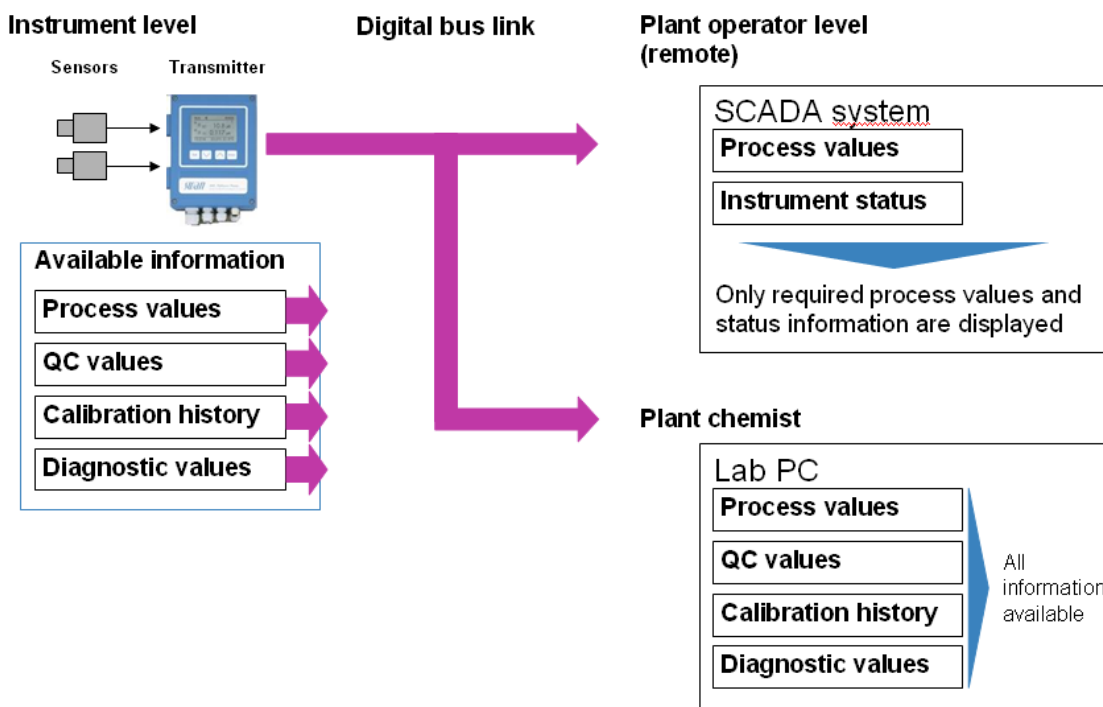 Instrument level
Digital bus link
Plant operator level
(remote)
Sensors
Transmitter
SCADA system
Process values
Instrument status
Only required process values and
status information are displayed
Available information
Process values
QC values
Calibration history
Diagnostic values
Plant chemist
Lab PC
Process values
QC values
Calibration history
Diagnostic values
All
information
available